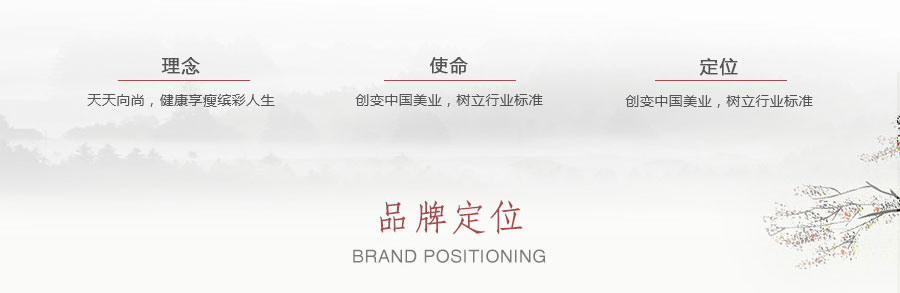 理念
天天向尚，健康享瘦缤彩人生
使命
创变中国美业，树立行业标准
定位
创变中国美业，树立行业标准
品牌定位
BRAND POSITIONING